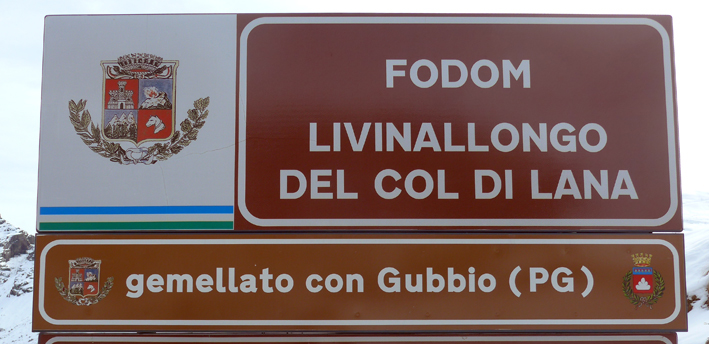 FODOM
LIVINALLONGO
DEL COL DI LANA
gemellato con Gubbio (PG)